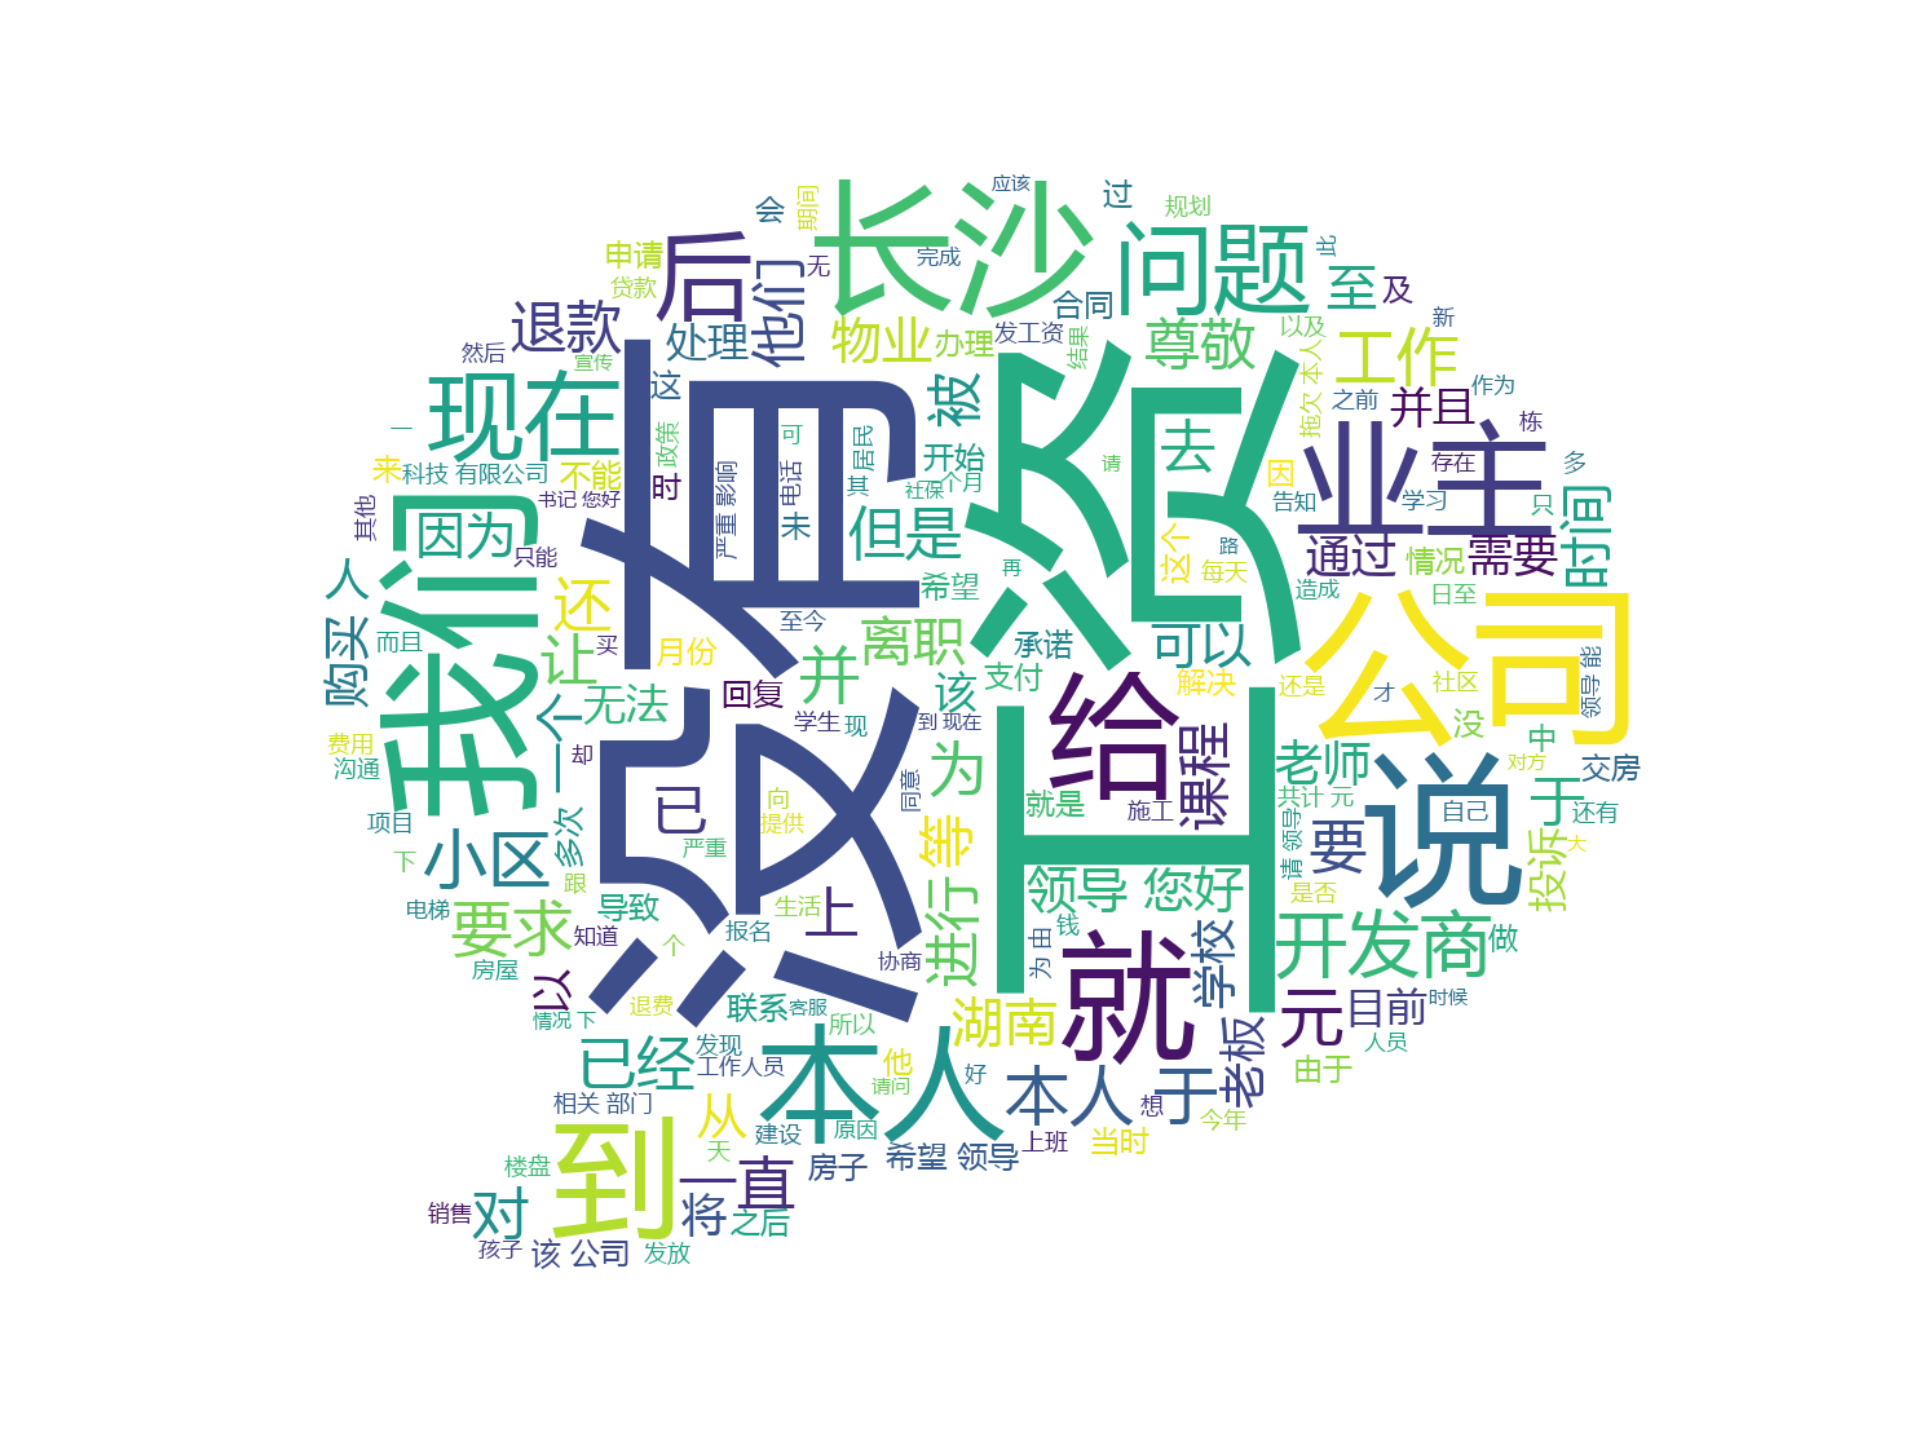 应该
会
期间
长沙
过
规划
后
申请
他们
无
完成
问题
此
贷款
合同
至
及
退款
处理
物业
办理
发工资
结果
尊敬
以及
工作
新
然后
宣传
现在
这
没有
被
工资
去
拖欠 本人
之前
并且
作为
栋
一
来
科技 有限公司
不能
政策
可
居民
开始
一个月
请
因
业主
存在
多
其他
我们
因为
书记 您好
时
严重 影响
电话
其
社保
未
但是
告知
学习
只
时间
只能
通过
情况
需要
人
还
希望
再
这个
路
每天
造成
日至
购买
而且
让
买
月份
至今
并
离职
承诺
可以
公司
领导 能
一个
无法
回复
该
支付
给
解决
还是
才
社区
没
中
费用
沟通
却
学生
现
到 现在
为
课程
老师
说
对方
交房
已
向
提供
同意
就是
施工
共计 元
自己
于
还有
项目
小区
多次
严重
等
请 领导
要
投诉
大
下
跟
导致
生活
上
进行
领导 您好
是否
电梯
要求
知道
个
报名
协商
钱
为由
学校
开发商
做
房屋
以
退费
联系
客服
所以
湖南
就
元
目前
时候
情况 下
已经
发现
工作人员
本人
他
请问
好
本人
于
老板
由于
人员
相关 部门
从
建设
原因
想
今年
天
希望 领导
上班
当时
楼盘
到
一直
房子
销售
对
将
之后
孩子
该 公司
发放